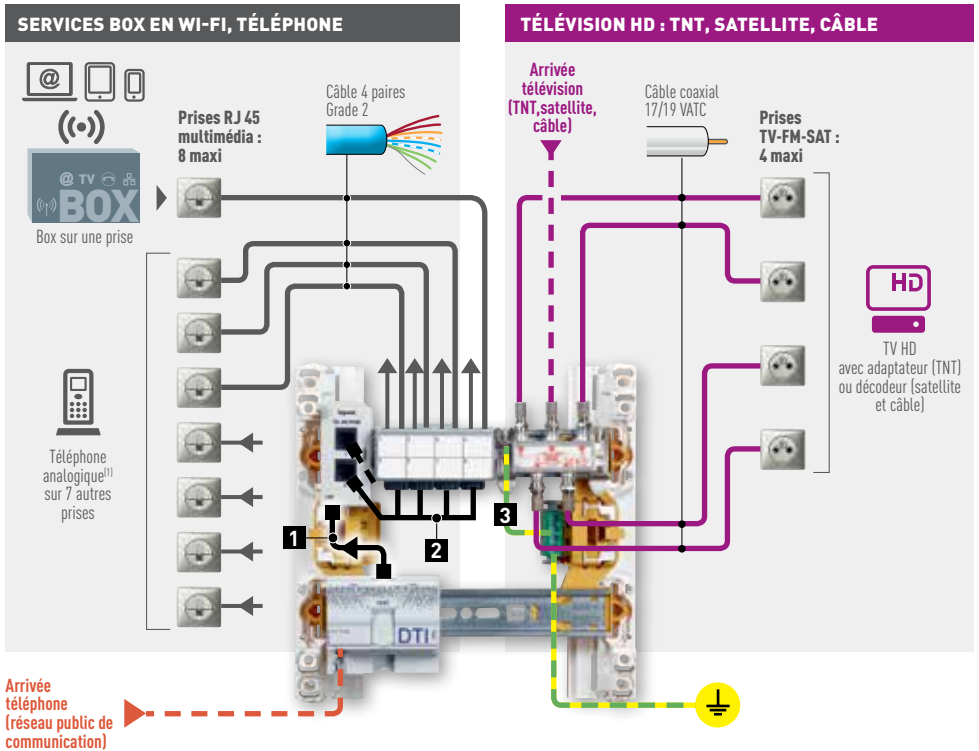 SERVICES BOX EN WI-FI, TÉLÉPHONE
@
@ TV
BOX
Box sur une prise
Prises RJ 45
multimédia :
8 maxi
Câble 4 paires
Grade 2
Téléphone
analogique(1)
sur 7 autres
prises
1
2
DTI
Arrivée
téléphone
(réseau public de
communication)
TÉLÉVISION HD : TNT, SATELLITE, CÂBLE
Arrivée
télévision
(TNT,satellite,
câble)
Câble coaxial
17/19 VATC
Prises
TV-FM-SAT :
4 maxi
HD
TV HD
avec adaptateur (TNT)
ou décodeur (satellite
et câble)
3